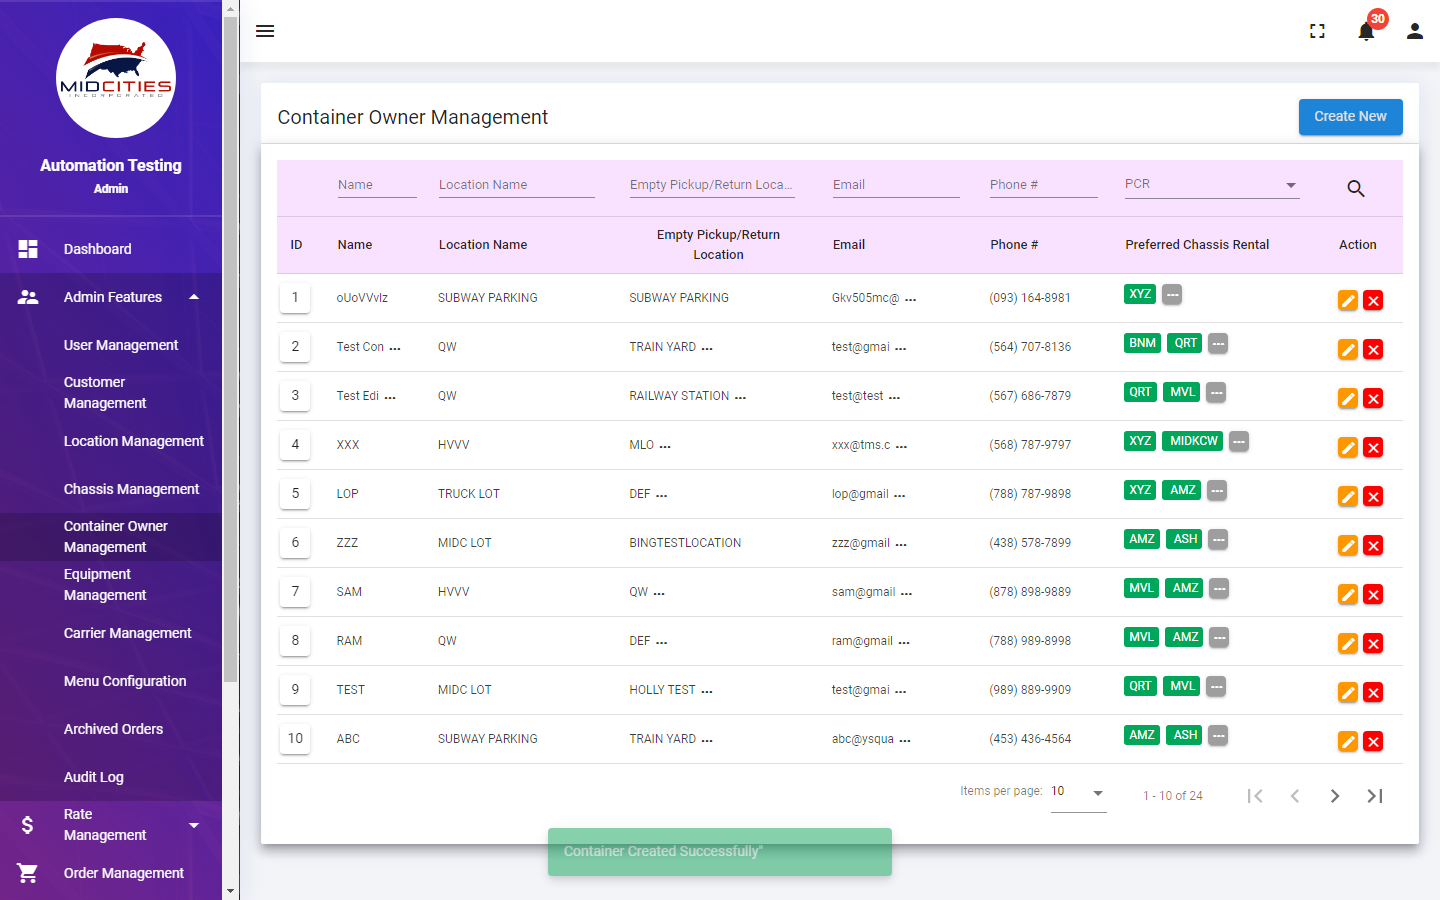 MIDCITIES
INCORPORATED
Automation Testing
Admin
Dashboard
Admin Features
User Management
Customer
Management
Location Management
Chassis Management
Container Owner
Management
Equipment
Management
Carrier Management
Menu Configuration
Archived Orders
Audit Log
Rate
Management
Order Management
30
Container Owner Management
Create New
Name Location Name Empty Pickup/Return Loca... Email Phone # PCR
ID Name Location Name Empty Pickup/Return
Location Email Phone # Preferred Chassis Rental Action
1 oUoVVvIz SUBWAY PARKING SUBWAY PARKING Gkv505mc@ ... (093) 164-8981 XYZ ---
2 Test Con ... QW TRAIN YARD ... test@gmai ... (564) 707-8136 BNM QRT ---
3 Test Edi ... QW RAILWAY STATION ... test@test ... (567) 686-7879 QRT MVL ---
4 XXX HVVV MLO ... xxx@tms.c ... (568) 787-9797 XYZ MIDKCW ---
5 LOP TRUCK LOT DEF ... lop@gmail ... (788) 787-9898 XYZ AMZ ---
6 ZZZ MIDC LOT BINGTESTLOCATION zzz@gmail ... (438) 578-7899 AMZ ASH ---
7 SAM HVVV QW ... sam@gmail ... (878) 898-9889 MVL AMZ ---
8 RAM QW DEF ... ram@gmail ... (788) 989-8998 MVL AMZ ---
9 TEST MIDC LOT HOLLY TEST ... test@gmai ... (989) 889-9909 QRT MVL ---
10 ABC SUBWAY PARKING TRAIN YARD ... abc@ysqua ... (453) 436-4564 AMZ ASH ---
Items per page: 10 1 - 10 of 24
Container Created Successfully"